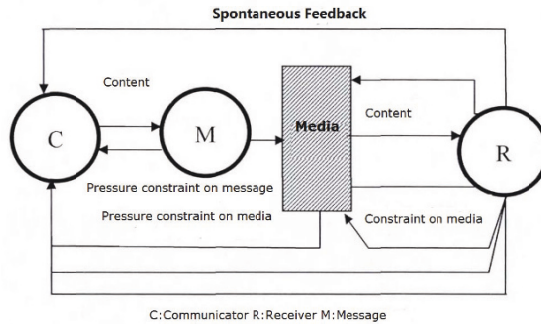 Spontaneous Feedback
Content
C
M
Media
Content
R
Pressure constraint on message
Pressure constraint on media
Constraint on media
C:Communicator R:Receiver M:Message